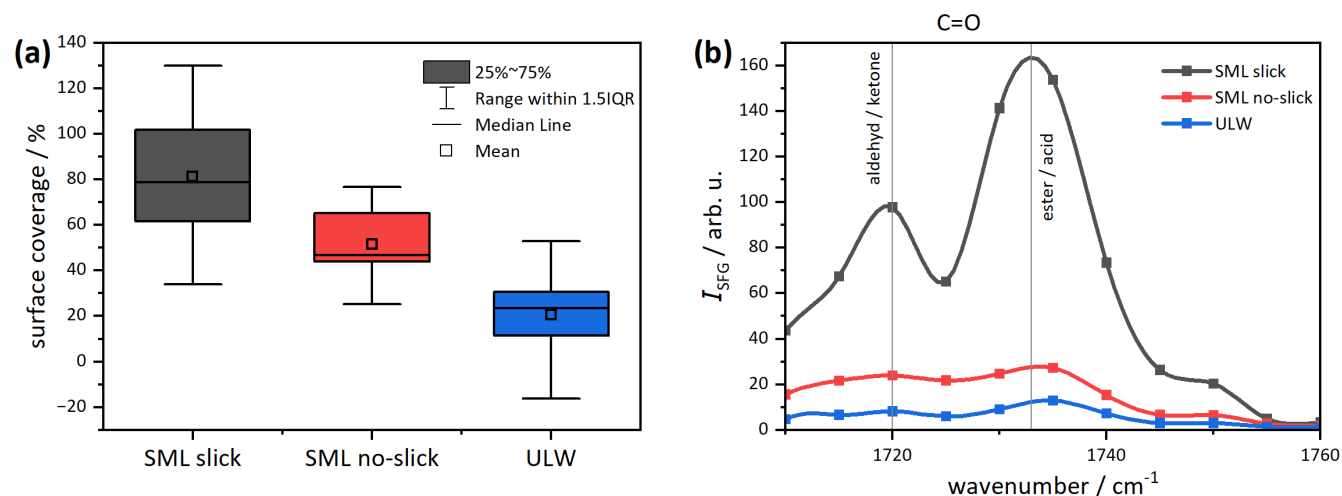 (a)
surface coverage / %
140
120
100
80
60
40
20
0
−20
25%~75%
Range within 1.5IQR
Median Line
Mean
SML slick
SML no-slick
ULW
(b)
C=O
I_SFG / arb. u.
160
140
120
100
80
60
40
20
0
aldehyd / ketone
ester / acid
SML slick
SML no-slick
ULW
1720
1740
1760
wavenumber / cm⁻¹